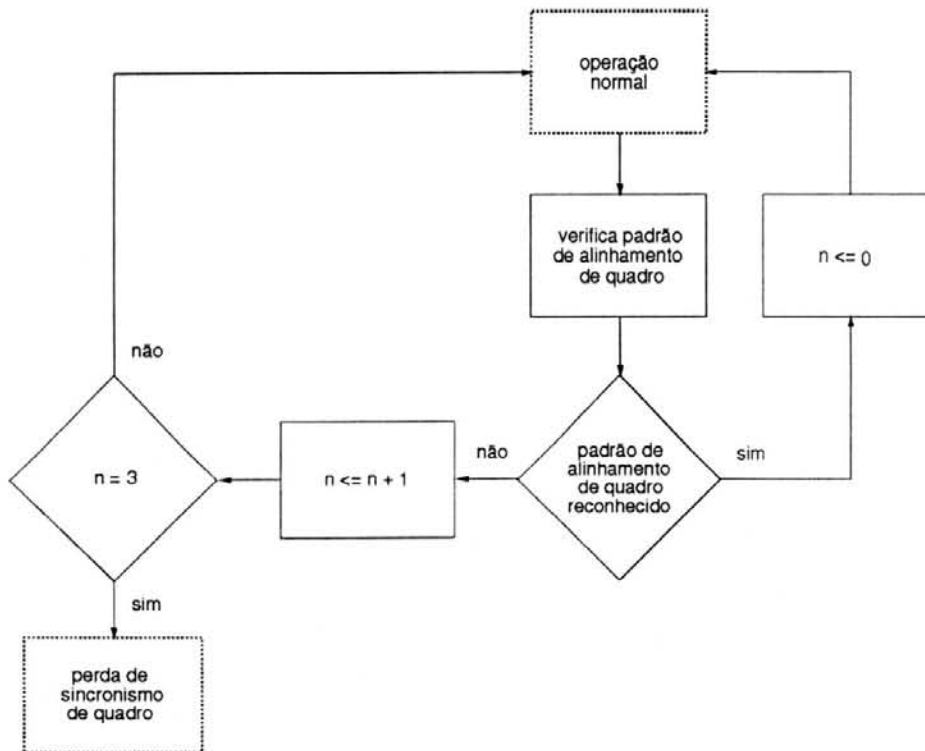 operação
normal
verifica padrão
de alinhamento
de quadro
n <= 0
não
padrão de
alinhamento
de quadro
reconhecido
sim
não
n <= n + 1
n = 3
sim
perda de
sincronismo
de quadro